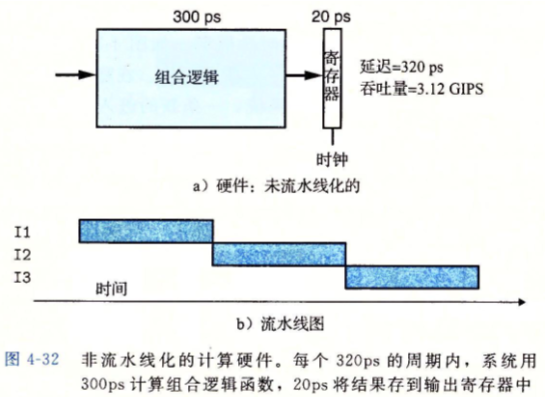 300 ps
20 ps
组合逻辑
寄存器
延迟=320 ps
吞吐量=3.12 GIPS
时钟
a）硬件：未流水线化的
I1
I2
I3
时间
b）流水线图
图 4-32 非流水线化的计算硬件。每个 320ps 的周期内，系统用
300ps 计算组合逻辑函数，20ps 将结果存到输出寄存器中